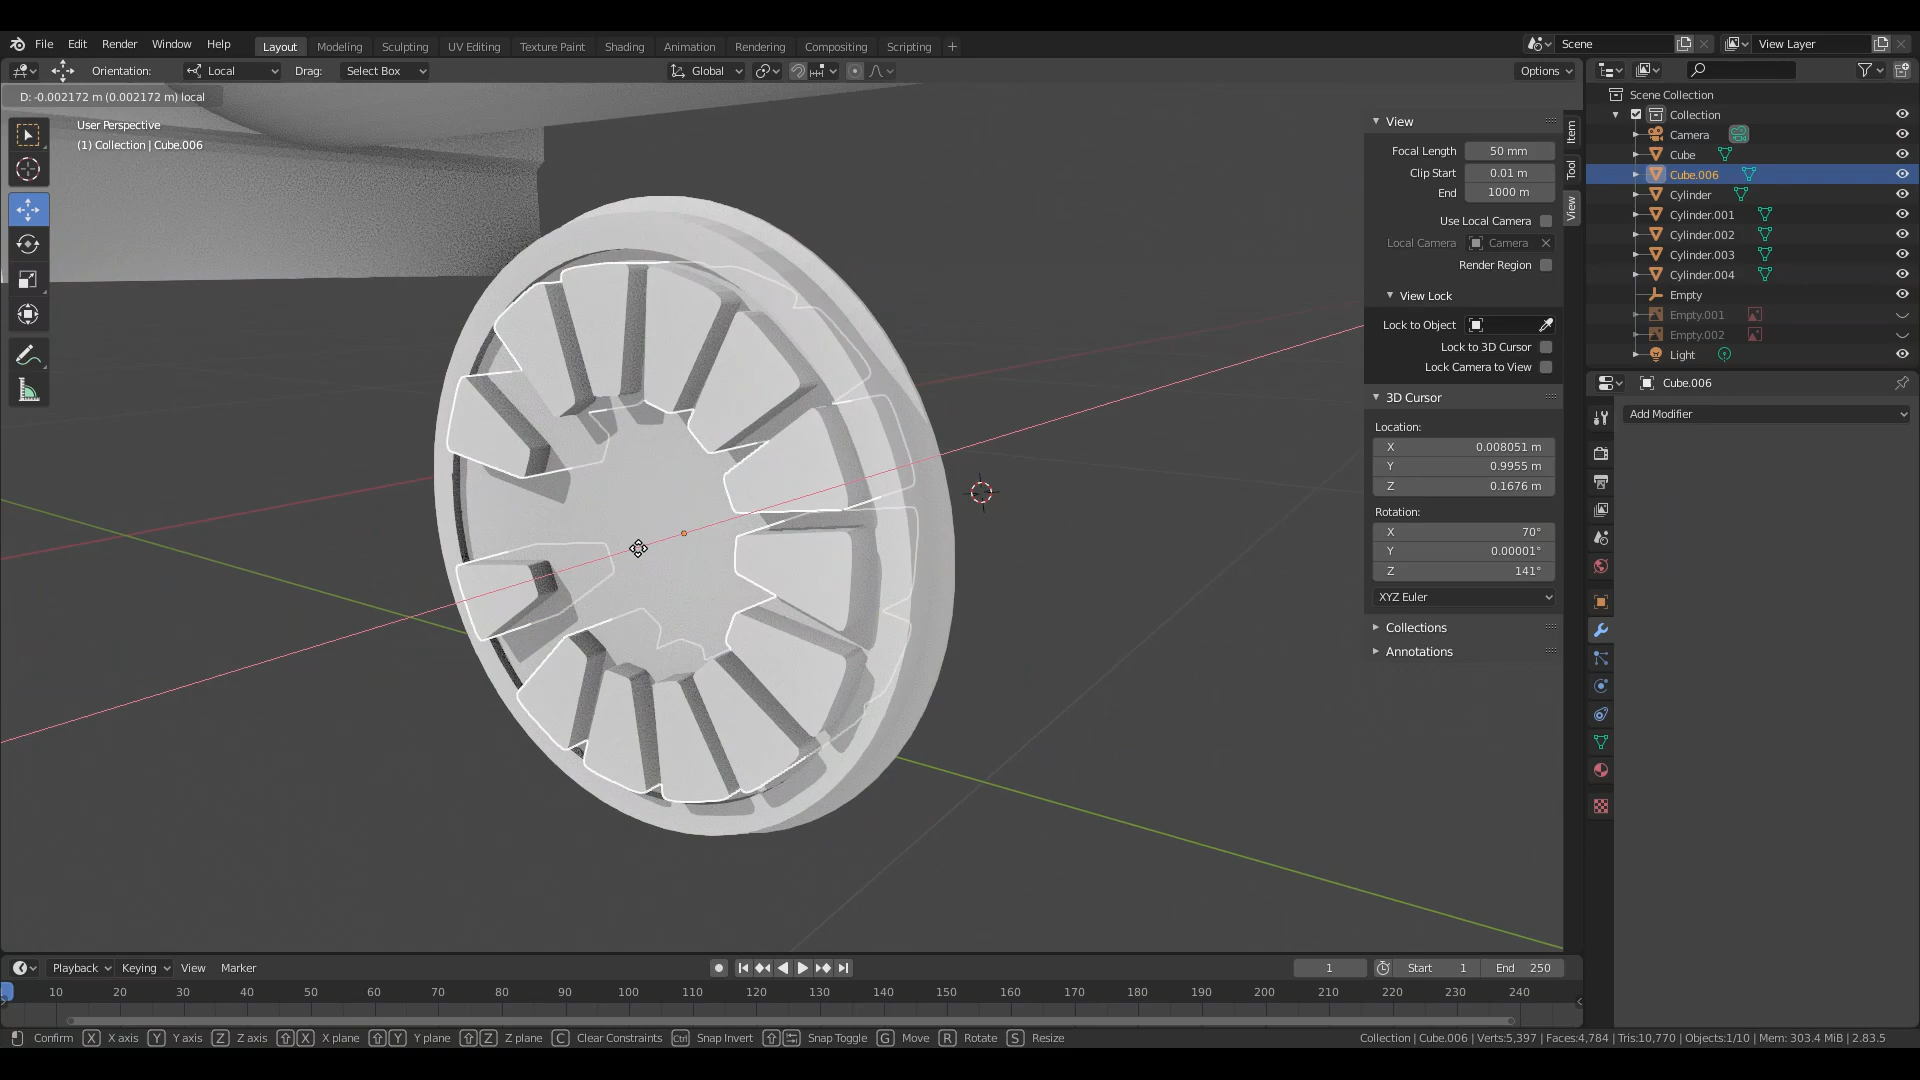 File Edit Render Window Help Layout Modeling Sculpting UV Editing Texture Paint Shading Animation Rendering Compositing Scripting + Scene View Layer
Orientation: Local Drag: Select Box Global Options
D: -0.002172 m (0.002172 m) local
User Perspective
(1) Collection | Cube.006
View
Focal Length 50 mm
Clip Start 0.01 m
End 1000 m
Use Local Camera
Local Camera Camera
Render Region
View Lock
Lock to Object
Lock to 3D Cursor
Lock Camera to View
3D Cursor
Location:
X 0.008051 m
Y 0.9955 m
Z 0.1676 m
Rotation:
X 70°
Y 0.00001°
Z 141°
XYZ Euler
Collections
Annotations
Item
Tool
View
Scene Collection
Collection
Camera
Cube
Cube.006
Cylinder
Cylinder.001
Cylinder.002
Cylinder.003
Cylinder.004
Empty
Empty.001
Empty.002
Light
Cube.006
Add Modifier
Playback Keying View Marker 1 Start 1 End 250
10 20 30 40 50 60 70 80 90 100 110 120 130 140 150 160 170 180 190 200 210 220 230 240
Confirm X X axis Y Y axis Z Z axis X X plane Y Y plane Z Z plane C Clear Constraints Ctrl Snap Invert Snap Toggle G Move R Rotate S Resize Collection | Cube.006 | Verts:5,397 | Faces:4,784 | Tris:10,770 | Objects:1/10 | Mem: 303.4 MiB | 2.83.5